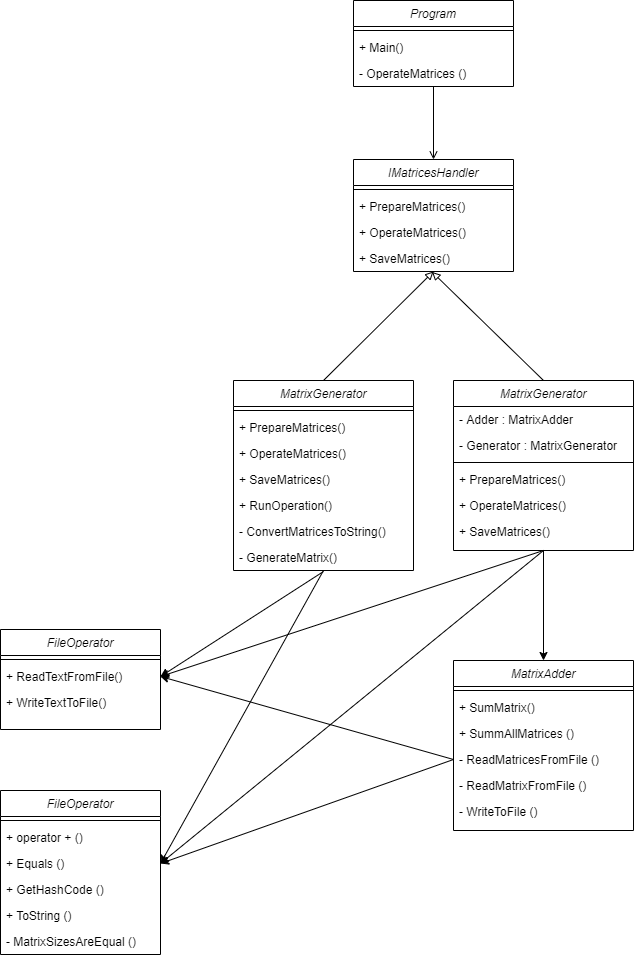 Program
+ Main()
- OperateMatrices ()
IMatricesHandler
+ PrepareMatrices()
+ OperateMatrices()
+ SaveMatrices()
MatrixGenerator
+ PrepareMatrices()
+ OperateMatrices()
+ SaveMatrices()
+ RunOperation()
- ConvertMatricesToString()
- GenerateMatrix()
MatrixGenerator
- Adder : MatrixAdder
- Generator : MatrixGenerator
+ PrepareMatrices()
+ OperateMatrices()
+ SaveMatrices()
FileOperator
+ ReadTextFromFile()
+ WriteTextToFile()
MatrixAdder
+ SumMatrix()
+ SummAllMatrices ()
- ReadMatricesFromFile ()
- ReadMatrixFromFile ()
- WriteToFile ()
FileOperator
+ operator + ()
+ Equals ()
+ GetHashCode ()
+ ToString ()
- MatrixSizesAreEqual ()